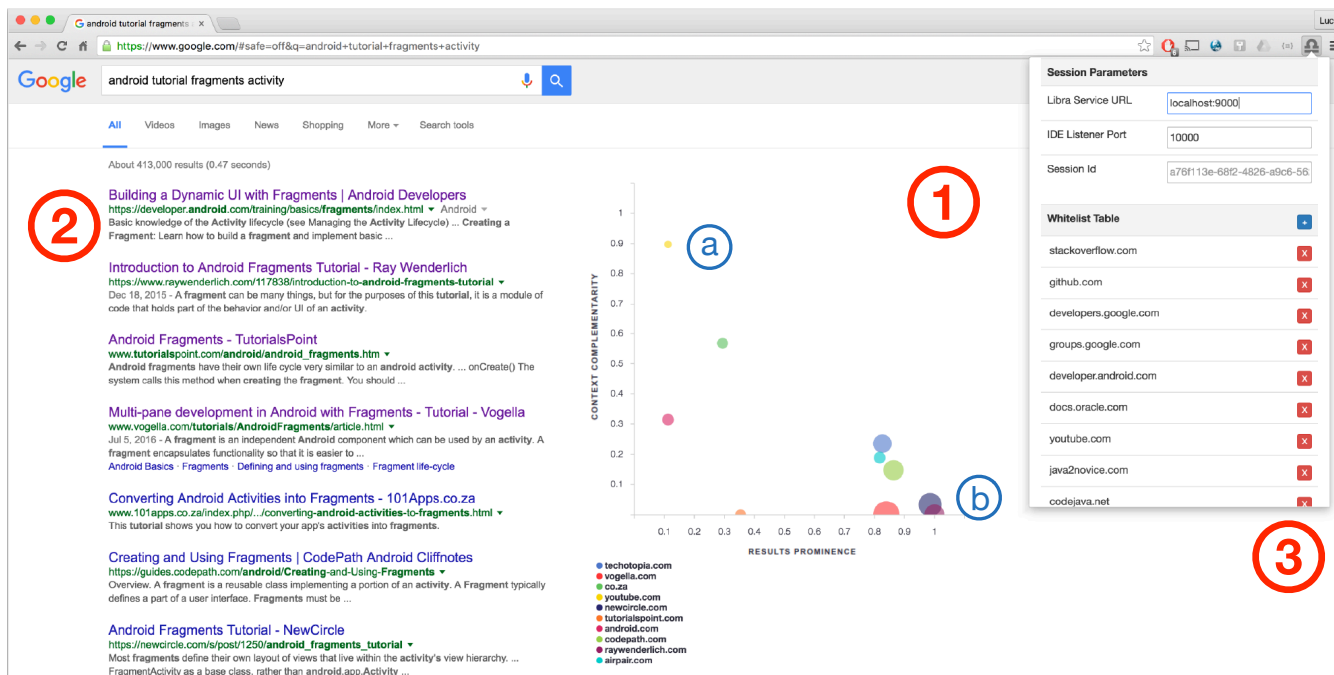 android tutorial fragments
Luc
https://www.google.com/#safe=off&q=android+tutorial+fragments+activity
Google
android tutorial fragments activity
All Videos Images News Shopping More Search tools
About 413,000 results (0.47 seconds)
2
Building a Dynamic UI with Fragments | Android Developers
https://developer.android.com/training/basics/fragments/index.html Android
Basic knowledge of the Activity lifecycle (see Managing the Activity Lifecycle) ... Creating a
Fragment: Learn how to build a fragment and implement basic ...
Introduction to Android Fragments Tutorial - Ray Wenderlich
https://www.raywenderlich.com/117838/introduction-to-android-fragments-tutorial
Dec 18, 2015 - A fragment can be many things, but for the purposes of this tutorial, it is a module of
code that holds part of the behavior and/or UI of an activity.
Android Fragments - TutorialsPoint
www.tutorialspoint.com/android/android_fragments.htm
Android fragments have their own life cycle very similar to an android activity. ... onCreate() The
system calls this method when creating the fragment. You should ...
Multi-pane development in Android with Fragments - Tutorial - Vogella
www.vogella.com/tutorials/AndroidFragments/article.html
Jul 5, 2016 - A fragment is an independent Android component which can be used by an activity. A
fragment encapsulates functionality so that it is easier to ...
Android Basics · Fragments · Defining and using fragments · Fragment life-cycle
Converting Android Activities into Fragments - 101Apps.co.za
www.101apps.co.za/index.php/.../converting-android-activities-to-fragments.html
This tutorial shows you how to convert your app's activities into fragments.
Creating and Using Fragments | CodePath Android Cliffnotes
https://guides.codepath.com/android/Creating-and-Using-Fragments
Overview. A fragment is a reusable class implementing a portion of an activity. A Fragment typically
defines a part of a user interface. Fragments must be ...
Android Fragments Tutorial - NewCircle
https://newcircle.com/s/post/1250/android_fragments_tutorial
Most fragments define their own layout of views that live within the activity's view hierarchy. ...
FragmentActivity as a base class, rather than android.app.Activity ...
1
CONTEXT COMPLEMENTARITY
1
0.9
0.8
0.7
0.6
0.5
0.4
0.3
0.2
0.1
a
b
0.1 0.2 0.3 0.4 0.5 0.6 0.7 0.8 0.9 1
RESULTS PROMINENCE
techotopia.com
vogella.com
co.za
youtube.com
newcircle.com
tutorialspoint.com
android.com
codepath.com
raywenderlich.com
airpair.com
Session Parameters
Libra Service URL localhost:9000
IDE Listener Port 10000
Session Id a76f113e-68f2-4826-a9c6-56
Whitelist Table +
stackoverflow.com X
github.com X
developers.google.com X
groups.google.com X
developer.android.com X
docs.oracle.com X
youtube.com X
java2novice.com X
codejava.net X
3